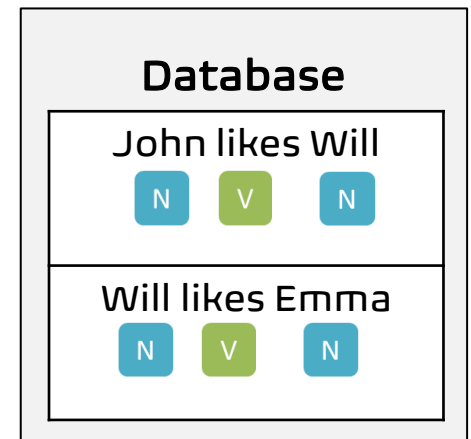 Database
John likes Will
N V N
Will likes Emma
N V N